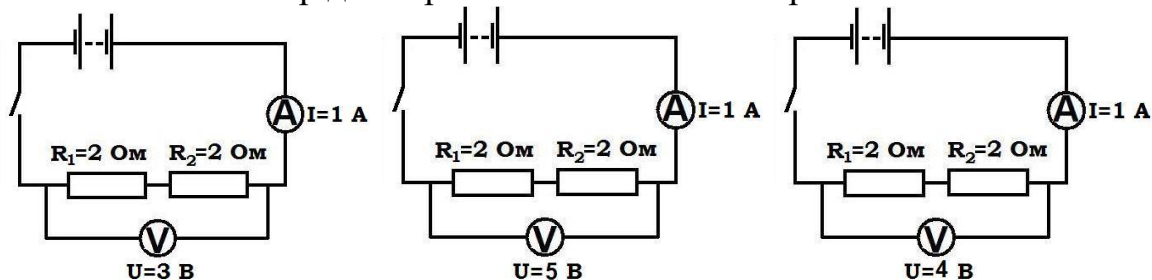 A I=1 А
R₁=2 Ом R₂=2 Ом
V
U=3 В
A I=1 А
R₁=2 Ом R₂=2 Ом
V
U=5 В
A I=1 А
R₁=2 Ом R₂=2 Ом
V
U=4 В